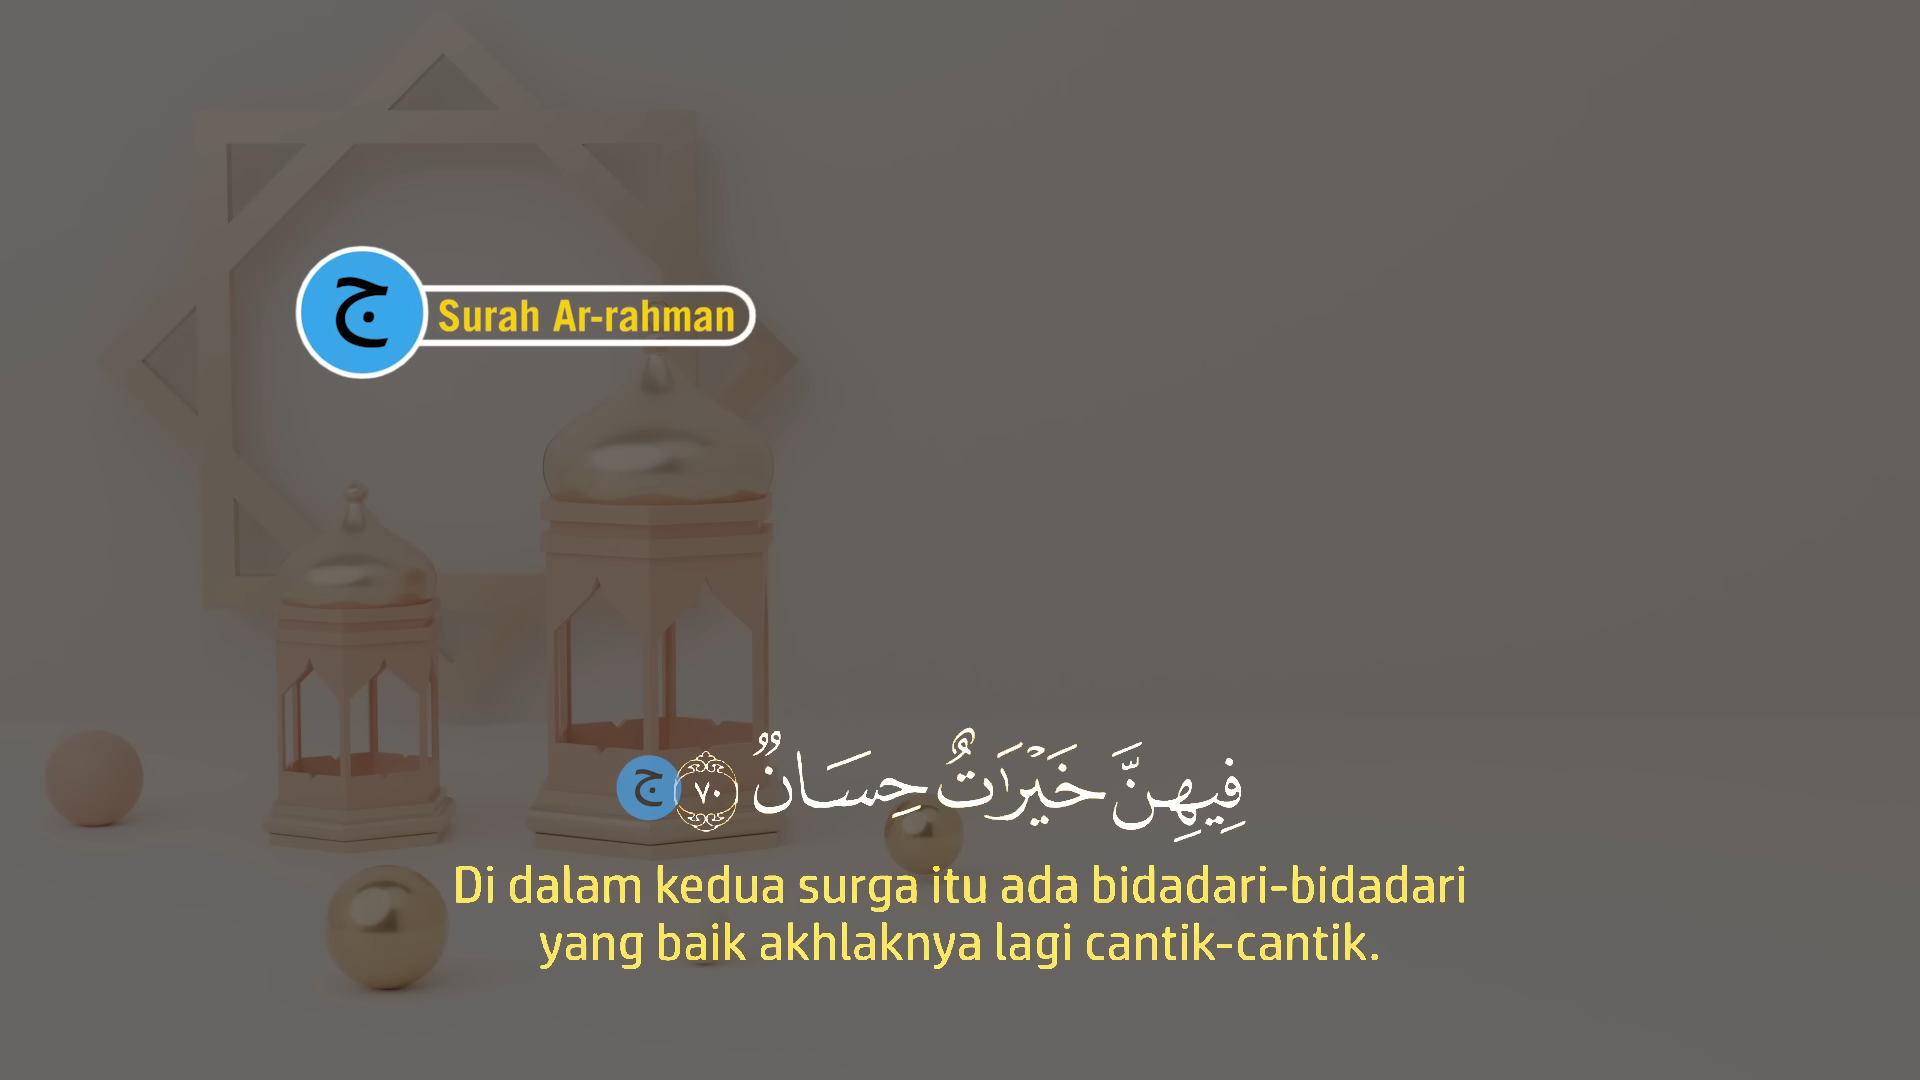 ج Surah Ar-rahman
فِيهِنَّ خَيْرَٰتٌ حِسَانٌ ٧٠ ج
Di dalam kedua surga itu ada bidadari-bidadari
yang baik akhlaknya lagi cantik-cantik.